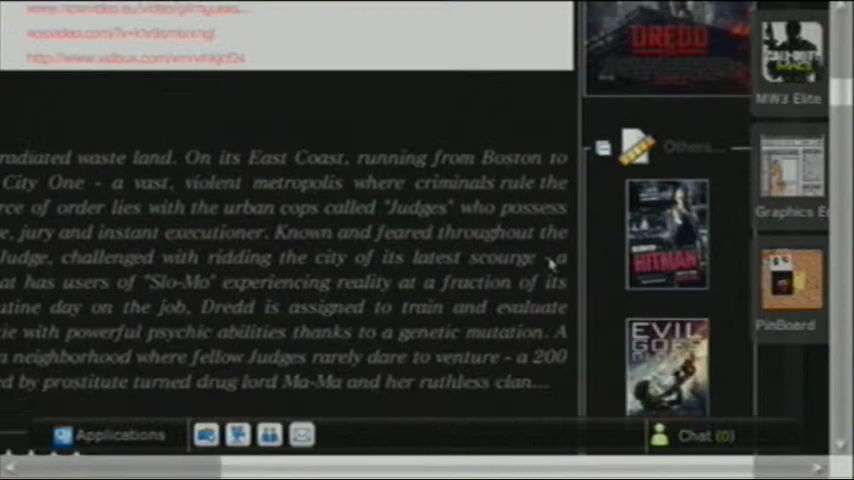 DREDD
MW3 Elite
Others...
radiated waste land. On its East Coast, running from Boston to
City One - a vast, violent metropolis where criminals rule the
rce of order lies with the urban cops called "Judges" who possess
e, jury and instant executioner. Known and feared throughout the
Judge, challenged with ridding the city of its latest scourge - a
at has users of "Slo-Mo" experiencing reality at a fraction of its
utine day on the job, Dredd is assigned to train and evaluate
ie with powerful psychic abilities thanks to a genetic mutation. A
a neighborhood where fellow Judges rarely dare to venture - a 200
ed by prostitute turned drug lord Ma-Ma and her ruthless clan...
HITMAN
Graphics E
EVIL
GOES
PinBoard
Applications
Chat (0)